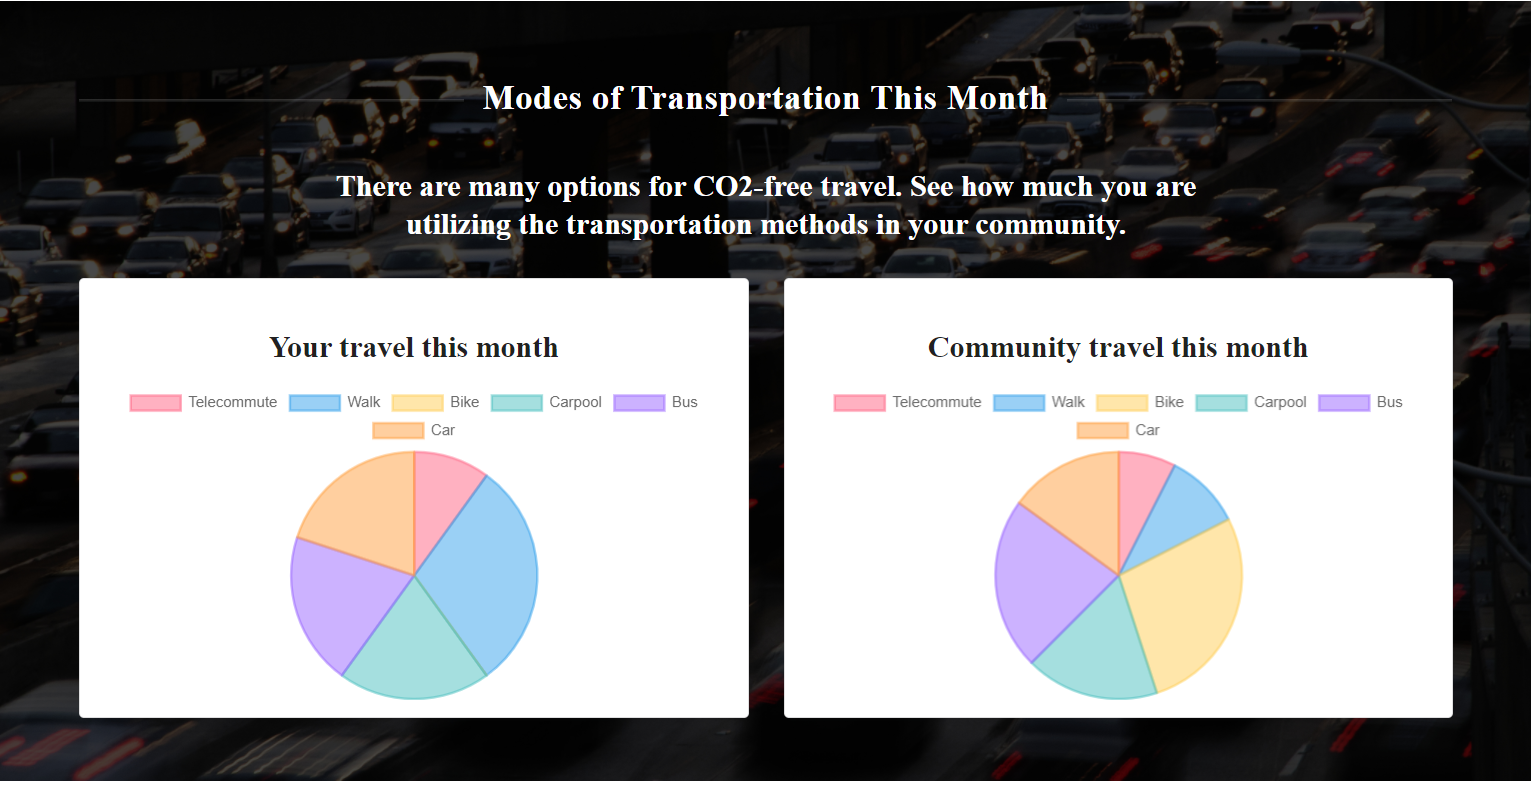 Modes of Transportation This Month
There are many options for CO2-free travel. See how much you are
utilizing the transportation methods in your community.
Your travel this month
Telecommute Walk Bike Carpool Bus
Car
Community travel this month
Telecommute Walk Bike Carpool Bus
Car